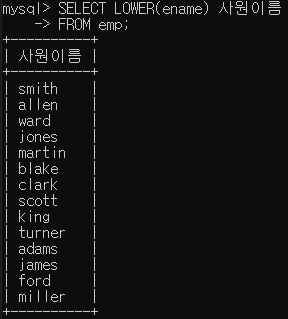 mysql> SELECT LOWER(ename) 사원이름
    -> FROM emp;
+----------+
| 사원이름 |
+----------+
| smith    |
| allen    |
| ward     |
| jones    |
| martin   |
| blake    |
| clark    |
| scott    |
| king     |
| turner   |
| adams    |
| james    |
| ford     |
| miller   |
+----------+